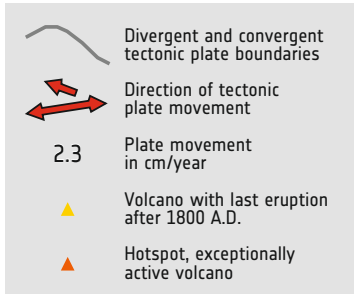 Divergent and convergent
tectonic plate boundaries
Direction of tectonic
plate movement
2.3
Plate movement
in cm/year
Volcano with last eruption
after 1800 A.D.
Hotspot, exceptionally
active volcano